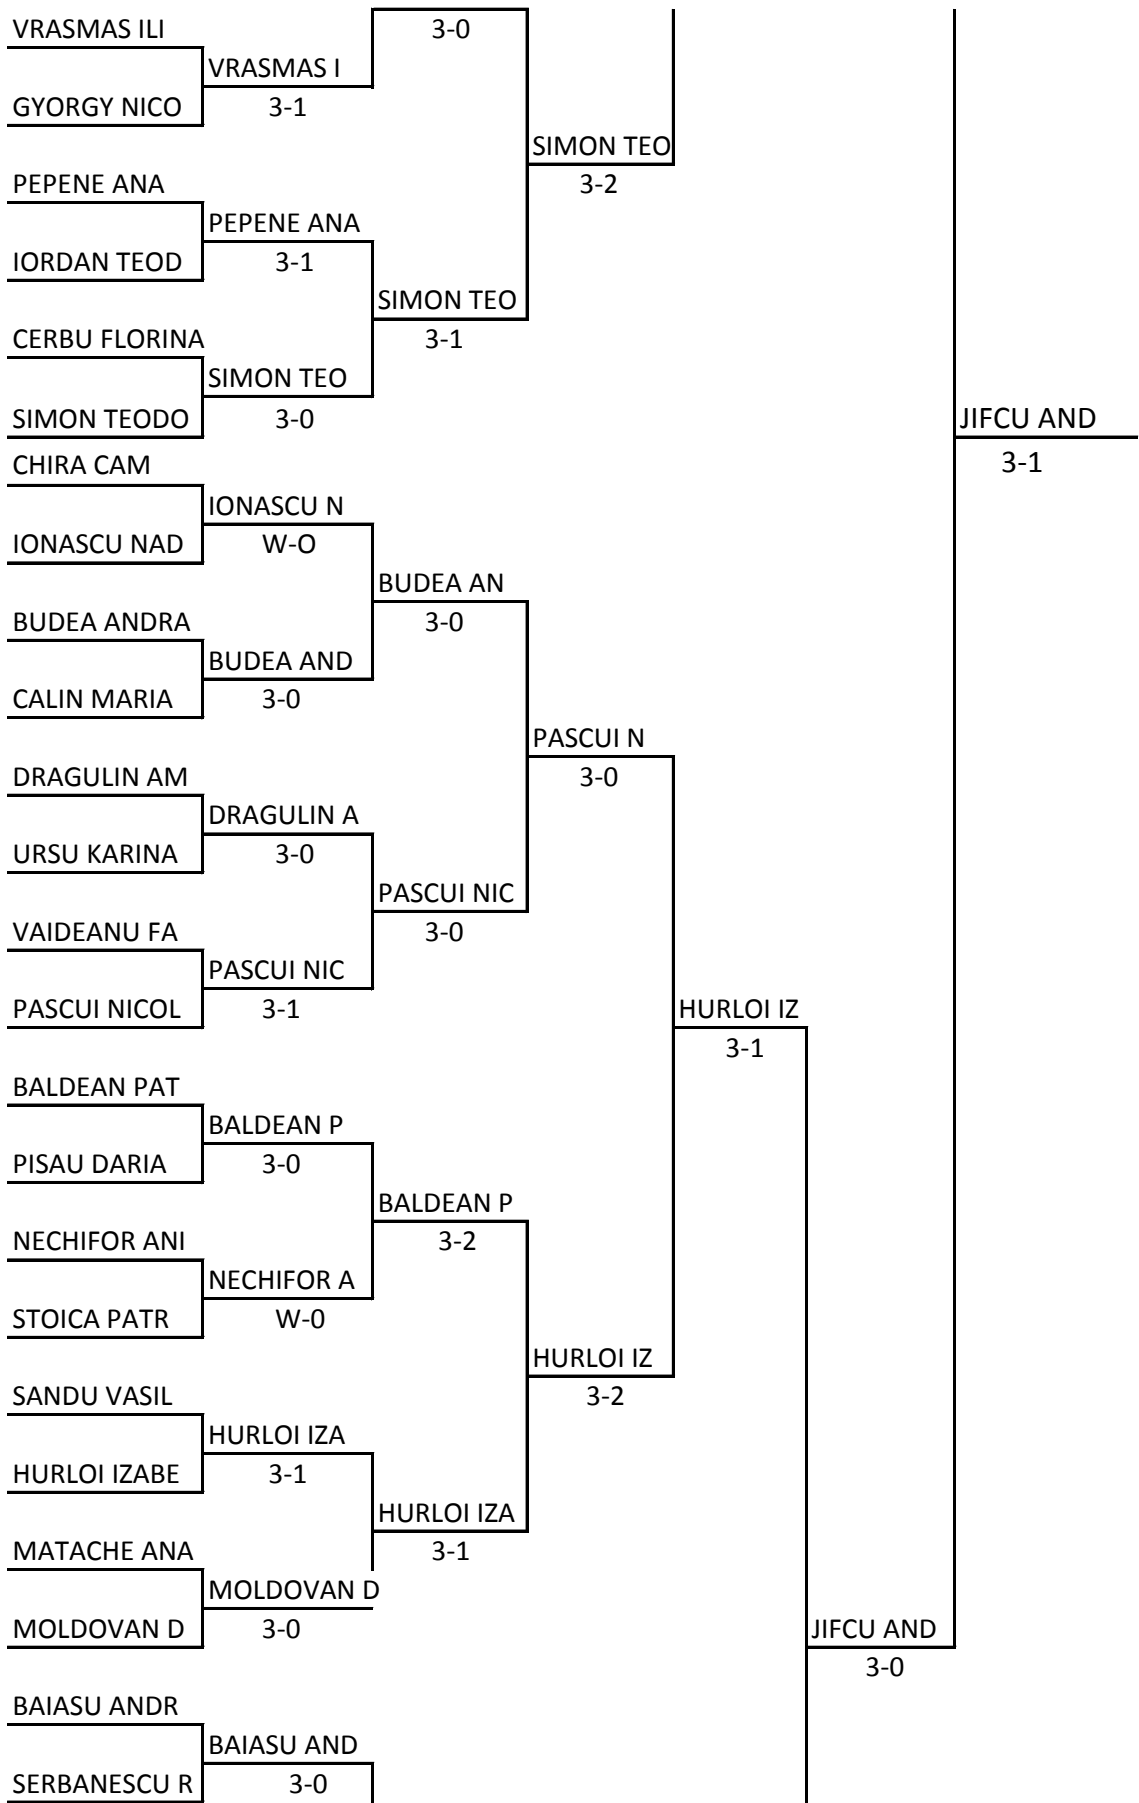 VRASMAS ILI
3-0
VRASMAS I
GYORGY NICO
3-1
SIMON TEO
3-2
PEPENE ANA
PEPENE ANA
IORDAN TEOD
3-1
SIMON TEO
3-1
CERBU FLORINA
SIMON TEO
SIMON TEODO
3-0
JIFCU AND
3-1
CHIRA CAM
IONASCU N
IONASCU NAD
W-O
BUDEA AN
3-0
BUDEA ANDRA
BUDEA AND
CALIN MARIA
3-0
PASCUI N
3-0
DRAGULIN AM
DRAGULIN A
URSU KARINA
3-0
PASCUI NIC
3-0
VAIDEANU FA
PASCUI NIC
PASCUI NICOL
3-1
HURLOI IZ
3-1
BALDEAN PAT
BALDEAN P
PISAU DARIA
3-0
BALDEAN P
3-2
NECHIFOR ANI
NECHIFOR A
STOICA PATR
W-0
HURLOI IZ
3-2
SANDU VASIL
HURLOI IZA
HURLOI IZABE
3-1
HURLOI IZA
3-1
MATACHE ANA
MOLDOVAN D
MOLDOVAN D
3-0
JIFCU AND
3-0
BAIASU ANDR
BAIASU AND
SERBANESCU R
3-0